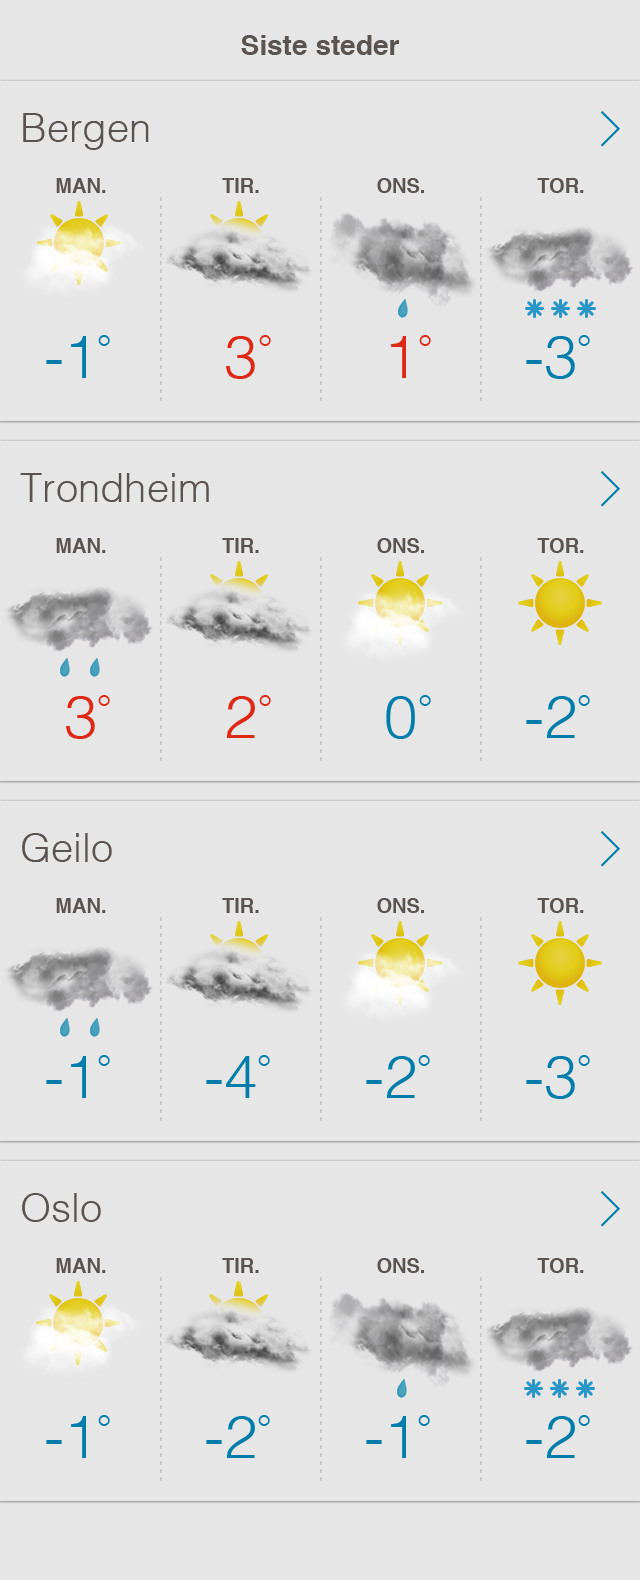 Siste steder
Bergen
MAN. TIR. ONS. TOR.
-1° 3° 1° -3°
Trondheim
MAN. TIR. ONS. TOR.
3° 2° 0° -2°
Geilo
MAN. TIR. ONS. TOR.
-1° -4° -2° -3°
Oslo
MAN. TIR. ONS. TOR.
-1° -2° -1° -2°